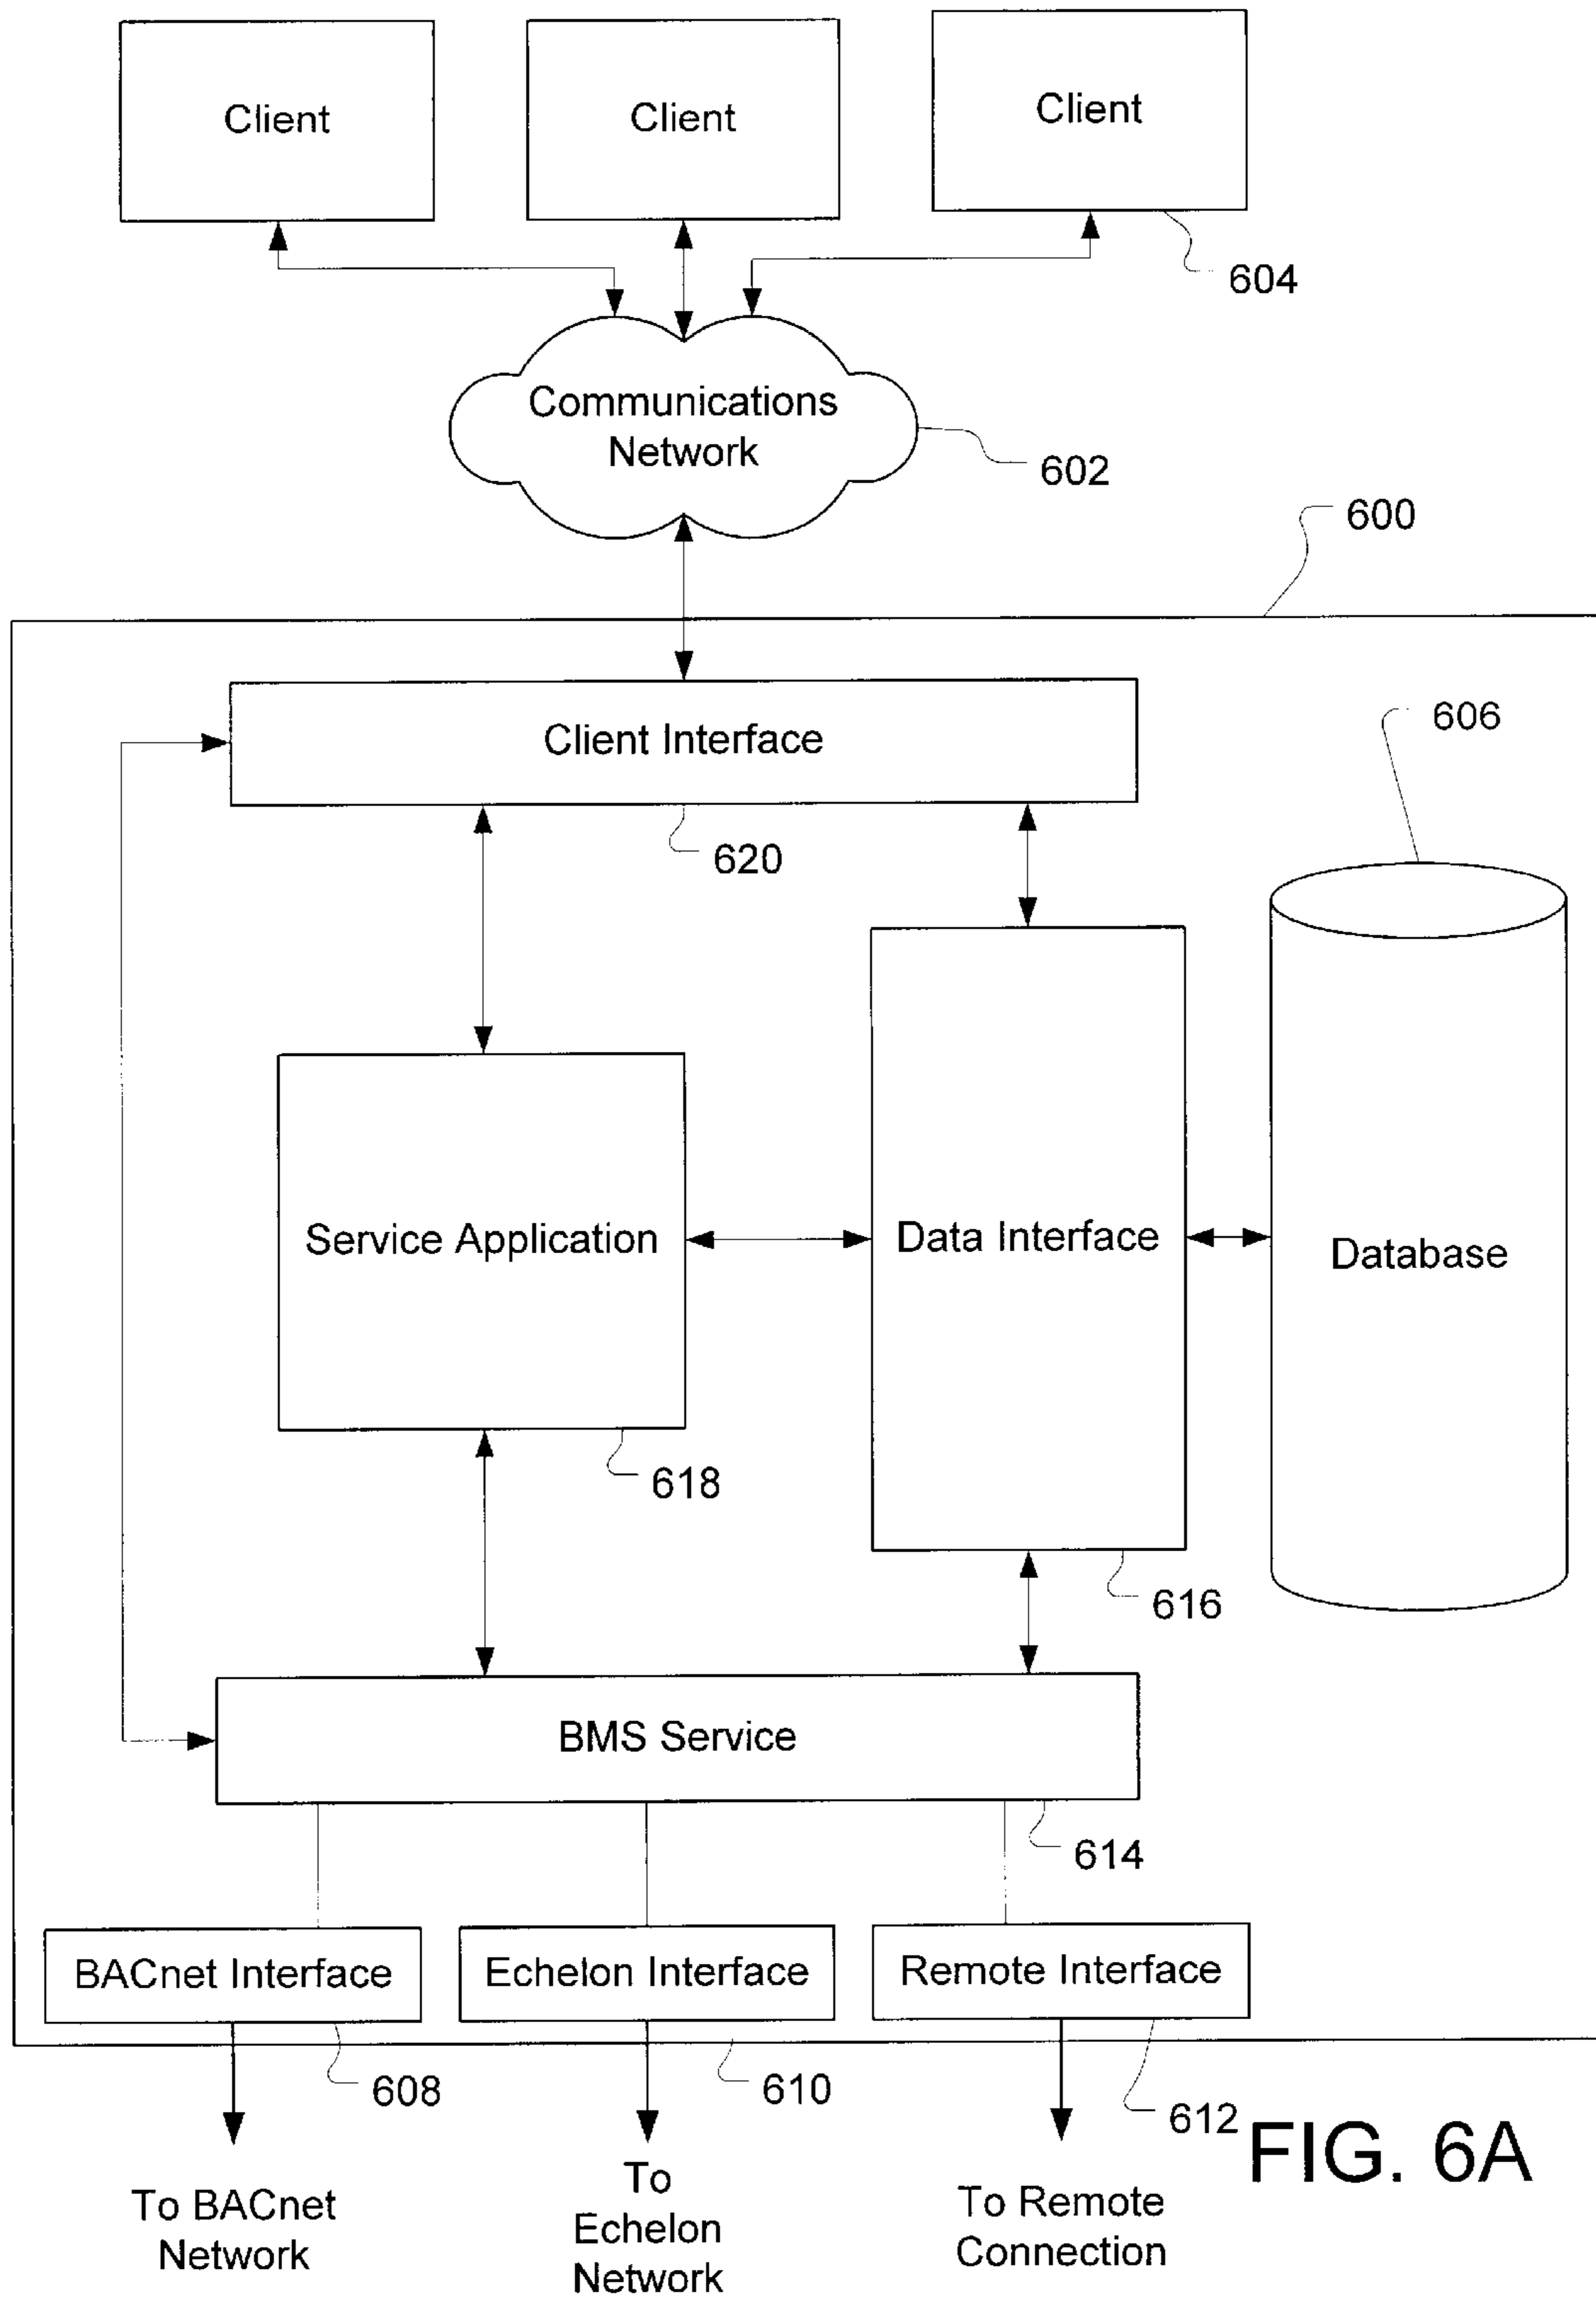 Client
Client
Client
604
Communications
Network
602
600
Client Interface
606
620
Service Application
Data Interface
Database
618
616
BMS Service
614
BACnet Interface
Echelon Interface
Remote Interface
608
610
612
FIG. 6A
To BACnet
Network
To
Echelon
Network
To Remote
Connection